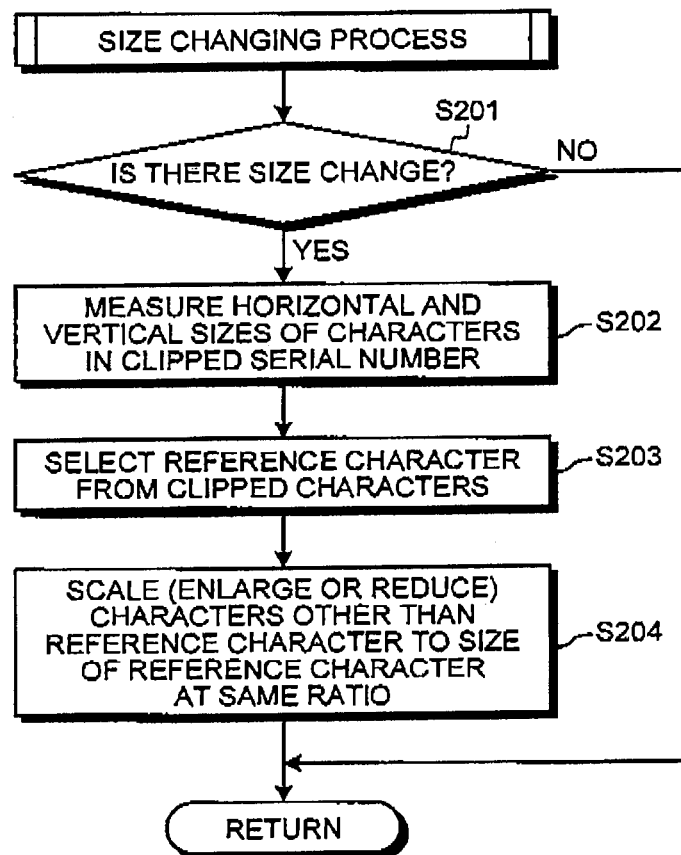 SIZE CHANGING PROCESS
S201
IS THERE SIZE CHANGE?
NO
YES
MEASURE HORIZONTAL AND
VERTICAL SIZES OF CHARACTERS
IN CLIPPED SERIAL NUMBER
S202
SELECT REFERENCE CHARACTER
FROM CLIPPED CHARACTERS
S203
SCALE (ENLARGE OR REDUCE)
CHARACTERS OTHER THAN
REFERENCE CHARACTER TO SIZE
OF REFERENCE CHARACTER
AT SAME RATIO
S204
RETURN